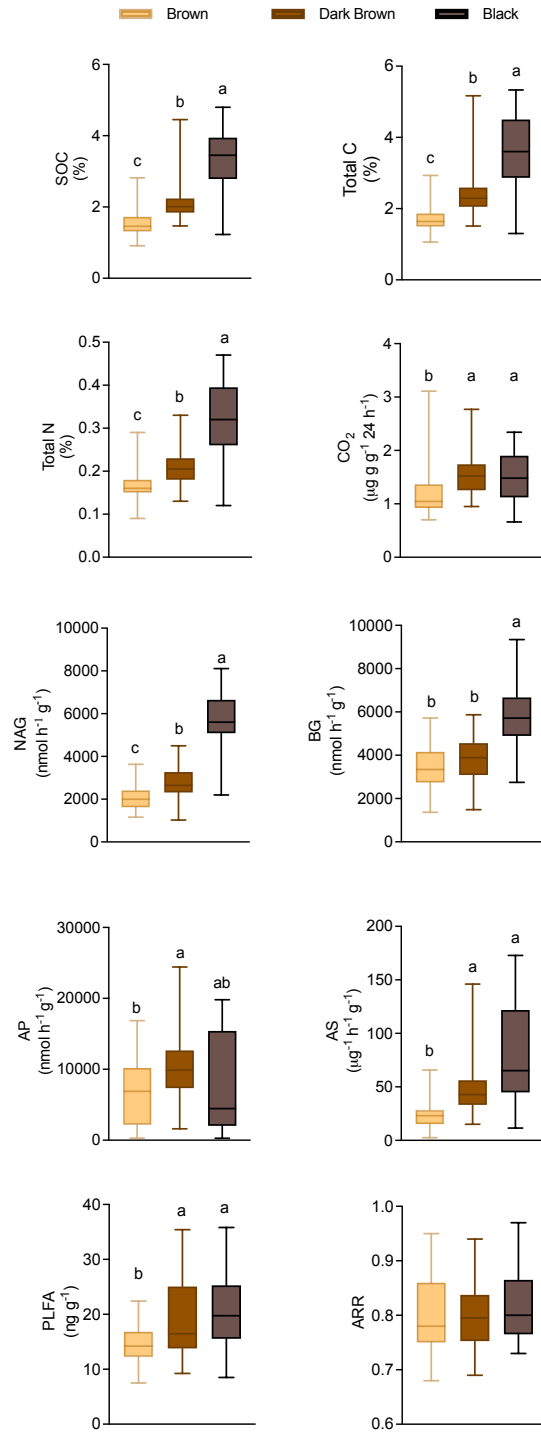 Brown Dark Brown Black
6
4
2
0
SOC
(%)
c
b
a
6
4
2
0
Total C
(%)
c
b
a
0.5
0.4
0.3
0.2
0.1
0.0
Total N
(%)
c
b
a
4
3
2
1
0
CO₂
(µg g g⁻¹ 24 h⁻¹)
b
a
a
10000
8000
6000
4000
2000
0
NAG
(nmol h⁻¹ g⁻¹)
c
b
a
10000
8000
6000
4000
2000
0
BG
(nmol h⁻¹ g⁻¹)
b
b
a
30000
20000
10000
0
AP
(nmol h⁻¹ g⁻¹)
b
a
ab
200
150
100
50
0
AS
(µg⁻¹ h⁻¹ g⁻¹)
b
a
a
40
30
20
10
0
PLFA
(ng g⁻¹)
b
a
a
1.0
0.9
0.8
0.7
0.6
ARR